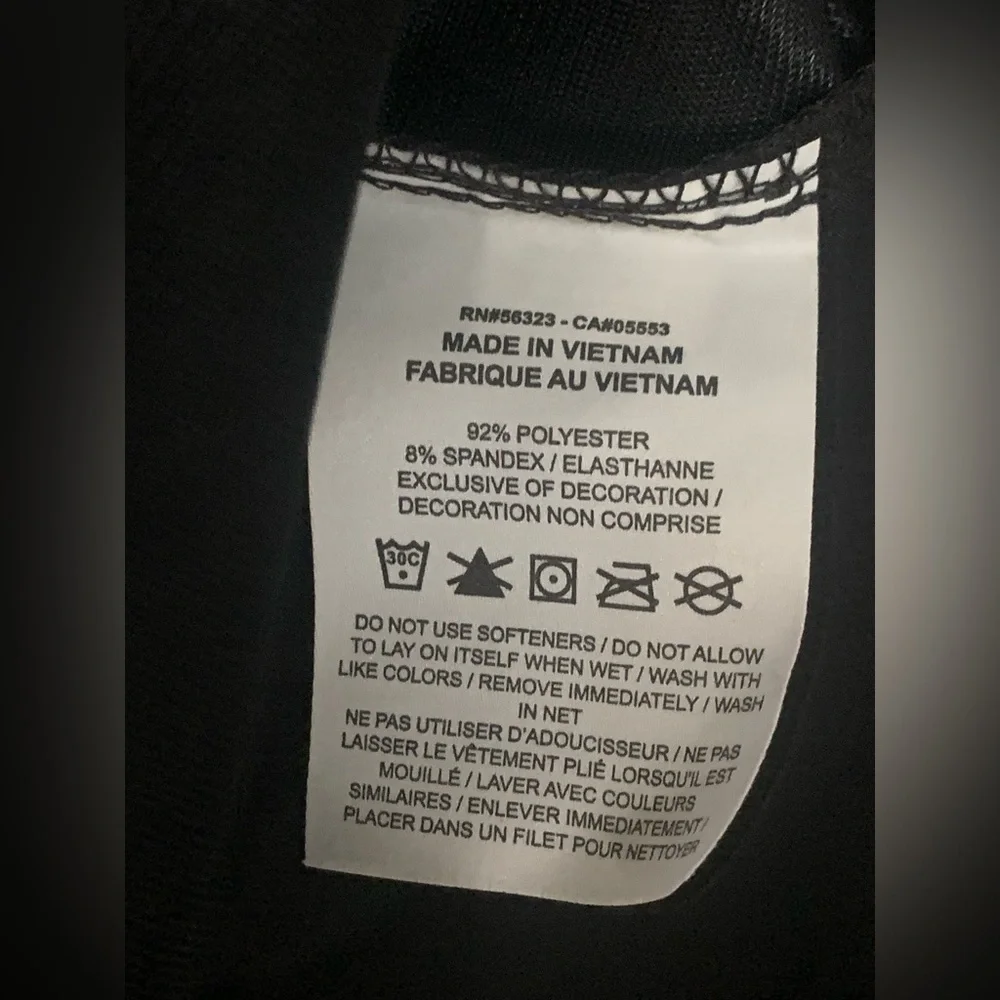 RN#56323 - CA#05553
MADE IN VIETNAM
FABRIQUE AU VIETNAM
92% POLYESTER
8% SPANDEX / ELASTHANNE
EXCLUSIVE OF DECORATION /
DECORATION NON COMPRISE
30C
DO NOT USE SOFTENERS / DO NOT ALLOW
TO LAY ON ITSELF WHEN WET / WASH WITH
LIKE COLORS / REMOVE IMMEDIATELY / WASH
IN NET
NE PAS UTILISER D'ADOUCISSEUR / NE PAS
LAISSER LE VÊTEMENT PLIÉ LORSQU'IL EST
MOUILLÉ / LAVER AVEC COULEURS
SIMILAIRES / ENLEVER IMMEDIATEMENT /
PLACER DANS UN FILET POUR NETTOYER